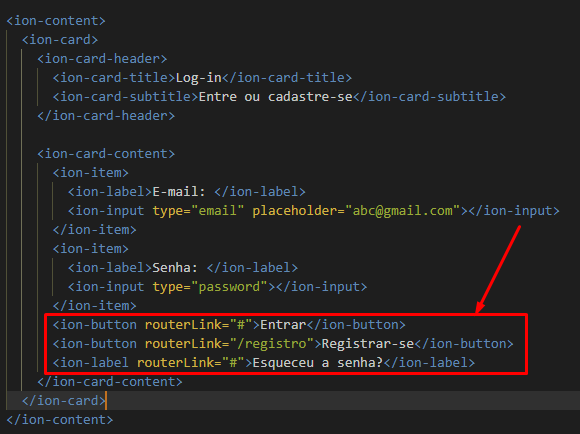 <ion-content>
<ion-card>
<ion-card-header>
<ion-card-title>Log-in</ion-card-title>
<ion-card-subtitle>Entre ou cadastre-se</ion-card-subtitle>
</ion-card-header>
<ion-card-content>
<ion-item>
<ion-label>E-mail: </ion-label>
<ion-input type="email" placeholder="abc@gmail.com"></ion-input>
</ion-item>
<ion-item>
<ion-label>Senha: </ion-label>
<ion-input type="password"></ion-input>
</ion-item>
<ion-button routerLink="#">Entrar</ion-button>
<ion-button routerLink="/registro">Registrar-se</ion-button>
<ion-label routerLink="#">Esqueceu a senha?</ion-label>
</ion-card-content>
</ion-card>
</ion-content>